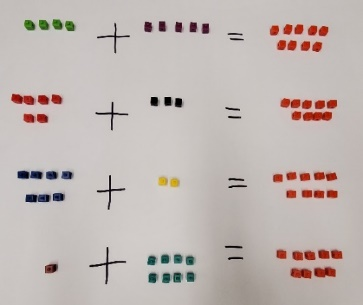 + =
+ =
+ =
+ =